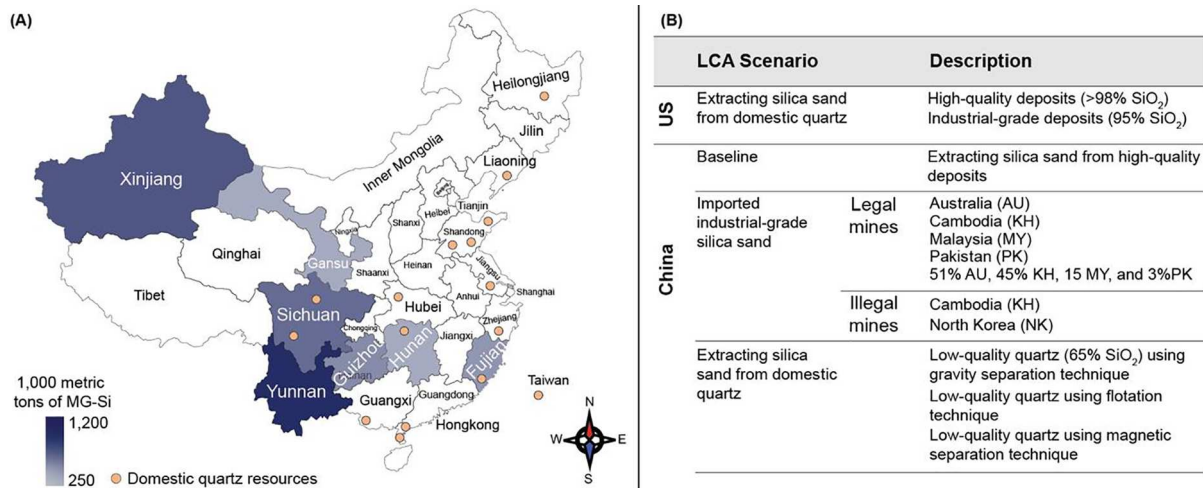 (A)
Heilongjiang
Jilin
Liaoning
Inner Mongolia
Xinjiang
Tianjin
Heibei
Shanxi
Ningxia
Shandong
Qinghai
Gansu
Shaanxi
Heinan
Jiangsu
Tibet
Anhui
Shanghai
Sichuan
Hubei
Chongqing
Zhejiang
Jiangxi
Hunan
Guizhou
Fujian
Yunnan
Taiwan
Guangxi
Guangdong
Hongkong
1,000 metric
tons of MG-Si
1,200
250
Domestic quartz resources
N
W
E
S
(B)
LCA Scenario
Description
US
Extracting silica sand
from domestic quartz
High-quality deposits (>98% SiO₂)
Industrial-grade deposits (95% SiO₂)
China
Baseline
Extracting silica sand from high-quality
deposits
Imported
industrial-grade
silica sand
Legal
mines
Australia (AU)
Cambodia (KH)
Malaysia (MY)
Pakistan (PK)
51% AU, 45% KH, 15 MY, and 3%PK
Illegal
mines
Cambodia (KH)
North Korea (NK)
Extracting silica
sand from domestic
quartz
Low-quality quartz (65% SiO₂) using
gravity separation technique
Low-quality quartz using flotation
technique
Low-quality quartz using magnetic
separation technique